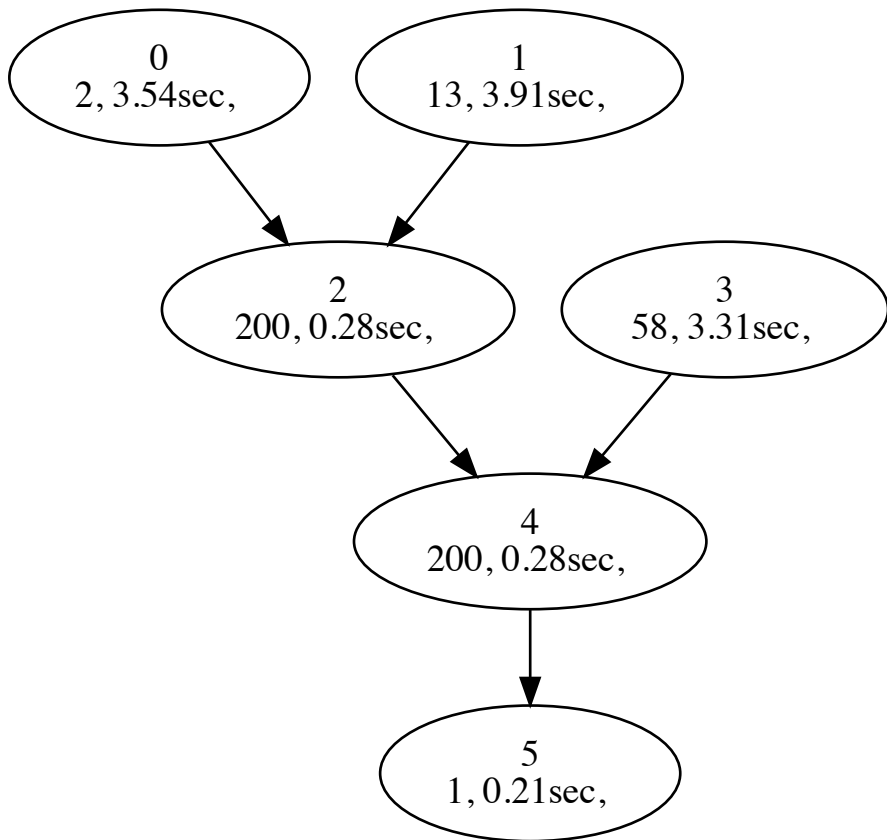 0
2, 3.54sec,
1
13, 3.91sec,
2
200, 0.28sec,
3
58, 3.31sec,
4
200, 0.28sec,
5
1, 0.21sec,